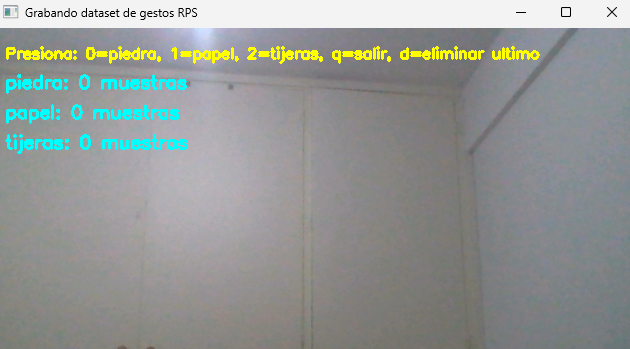 Grabando dataset de gestos RPS
Presiona: 0=piedra, 1=papel, 2=tijeras, q=salir, d=eliminar ultimo
piedra: 0 muestras
papel: 0 muestras
tijeras: 0 muestras